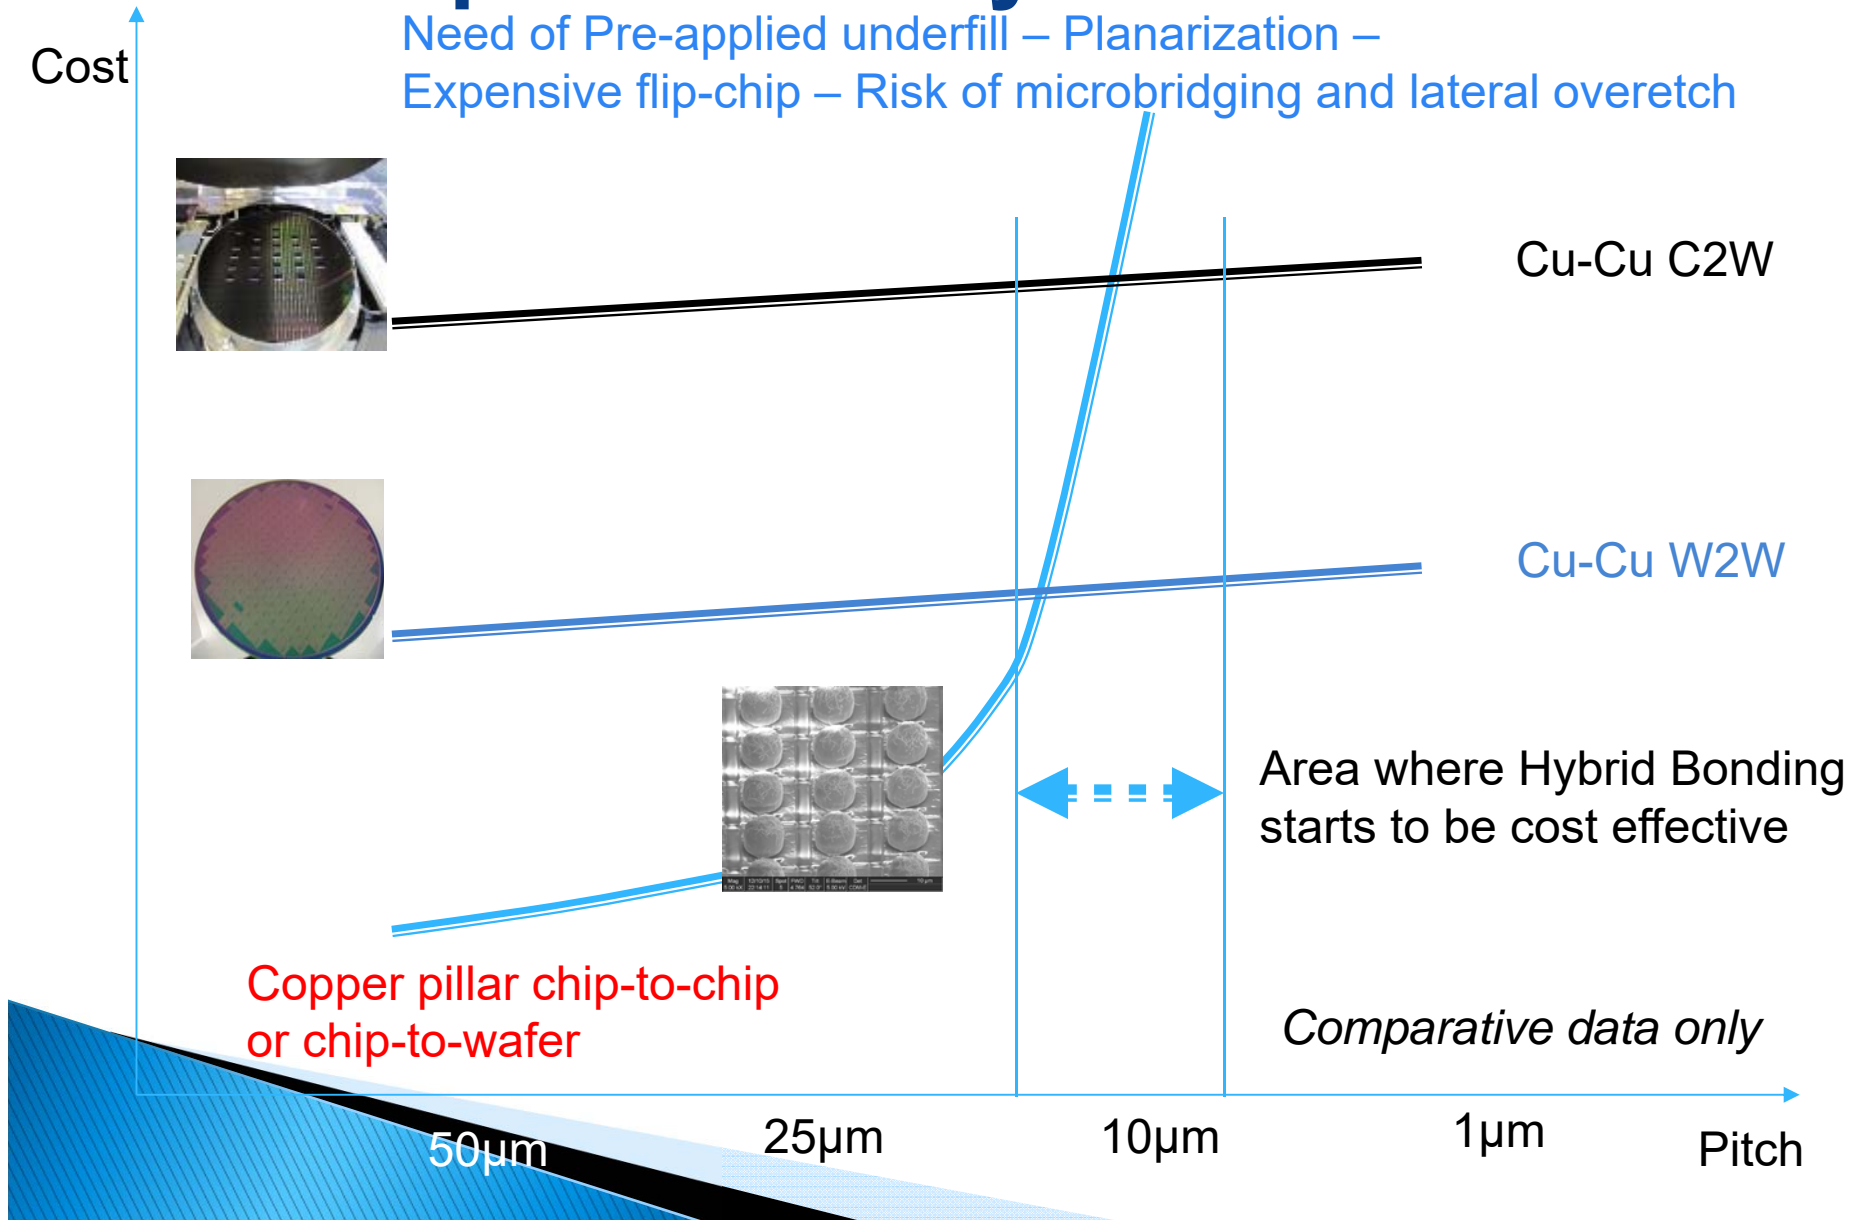 Cost
Need of Pre-applied underfill – Planarization –
Expensive flip-chip – Risk of microbridging and lateral overetch
Cu-Cu C2W
Cu-Cu W2W
Area where Hybrid Bonding
starts to be cost effective
Copper pillar chip-to-chip
or chip-to-wafer
Comparative data only
50µm
25µm
10µm
1µm
Pitch